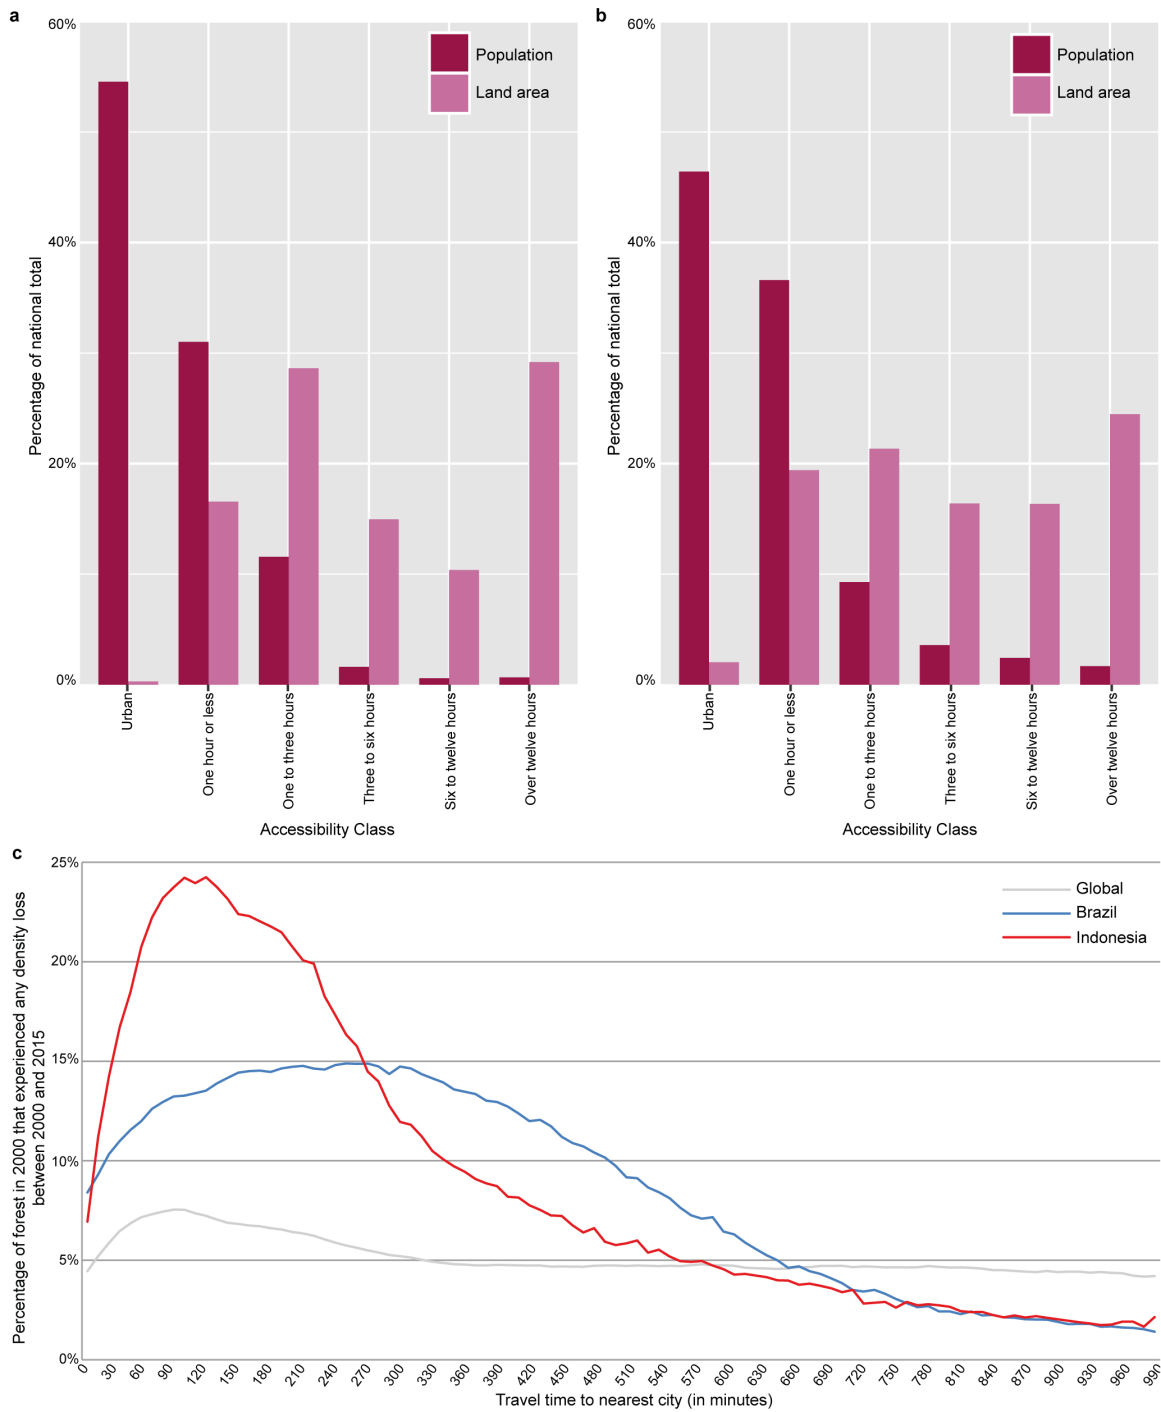 a
60%
40%
20%
0%
Percentage of national total
Population
Land area
Urban
One hour or less
One to three hours
Three to six hours
Six to twelve hours
Over twelve hours
Accessibility Class
b
60%
40%
20%
0%
Percentage of national total
Population
Land area
Urban
One hour or less
One to three hours
Three to six hours
Six to twelve hours
Over twelve hours
Accessibility Class
c
25%
20%
15%
10%
5%
0%
Percentage of forest in 2000 that experienced any density loss
between 2000 and 2015
Global
Brazil
Indonesia
0 30 60 90 120 150 180 210 240 270 300 330 360 390 420 450 480 510 540 570 600 630 660 690 720 750 780 810 840 870 900 930 960 990
Travel time to nearest city (in minutes)